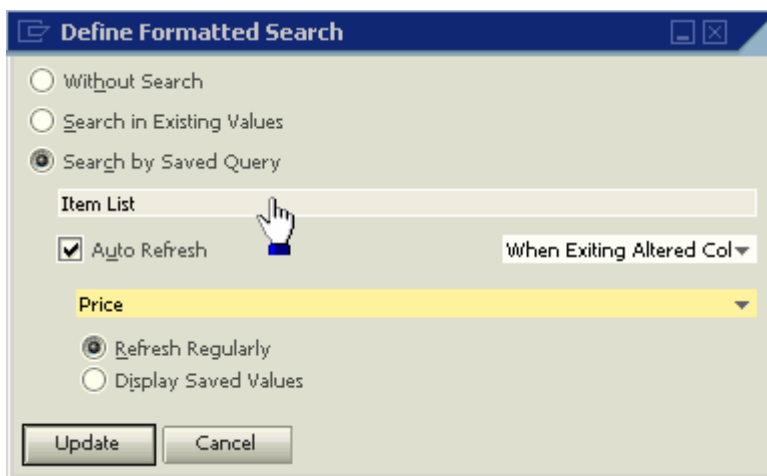 Define Formatted Search
Without Search
Search in Existing Values
Search by Saved Query
Item List
Auto Refresh When Exiting Altered Col
Price
Refresh Regularly
Display Saved Values
Update Cancel